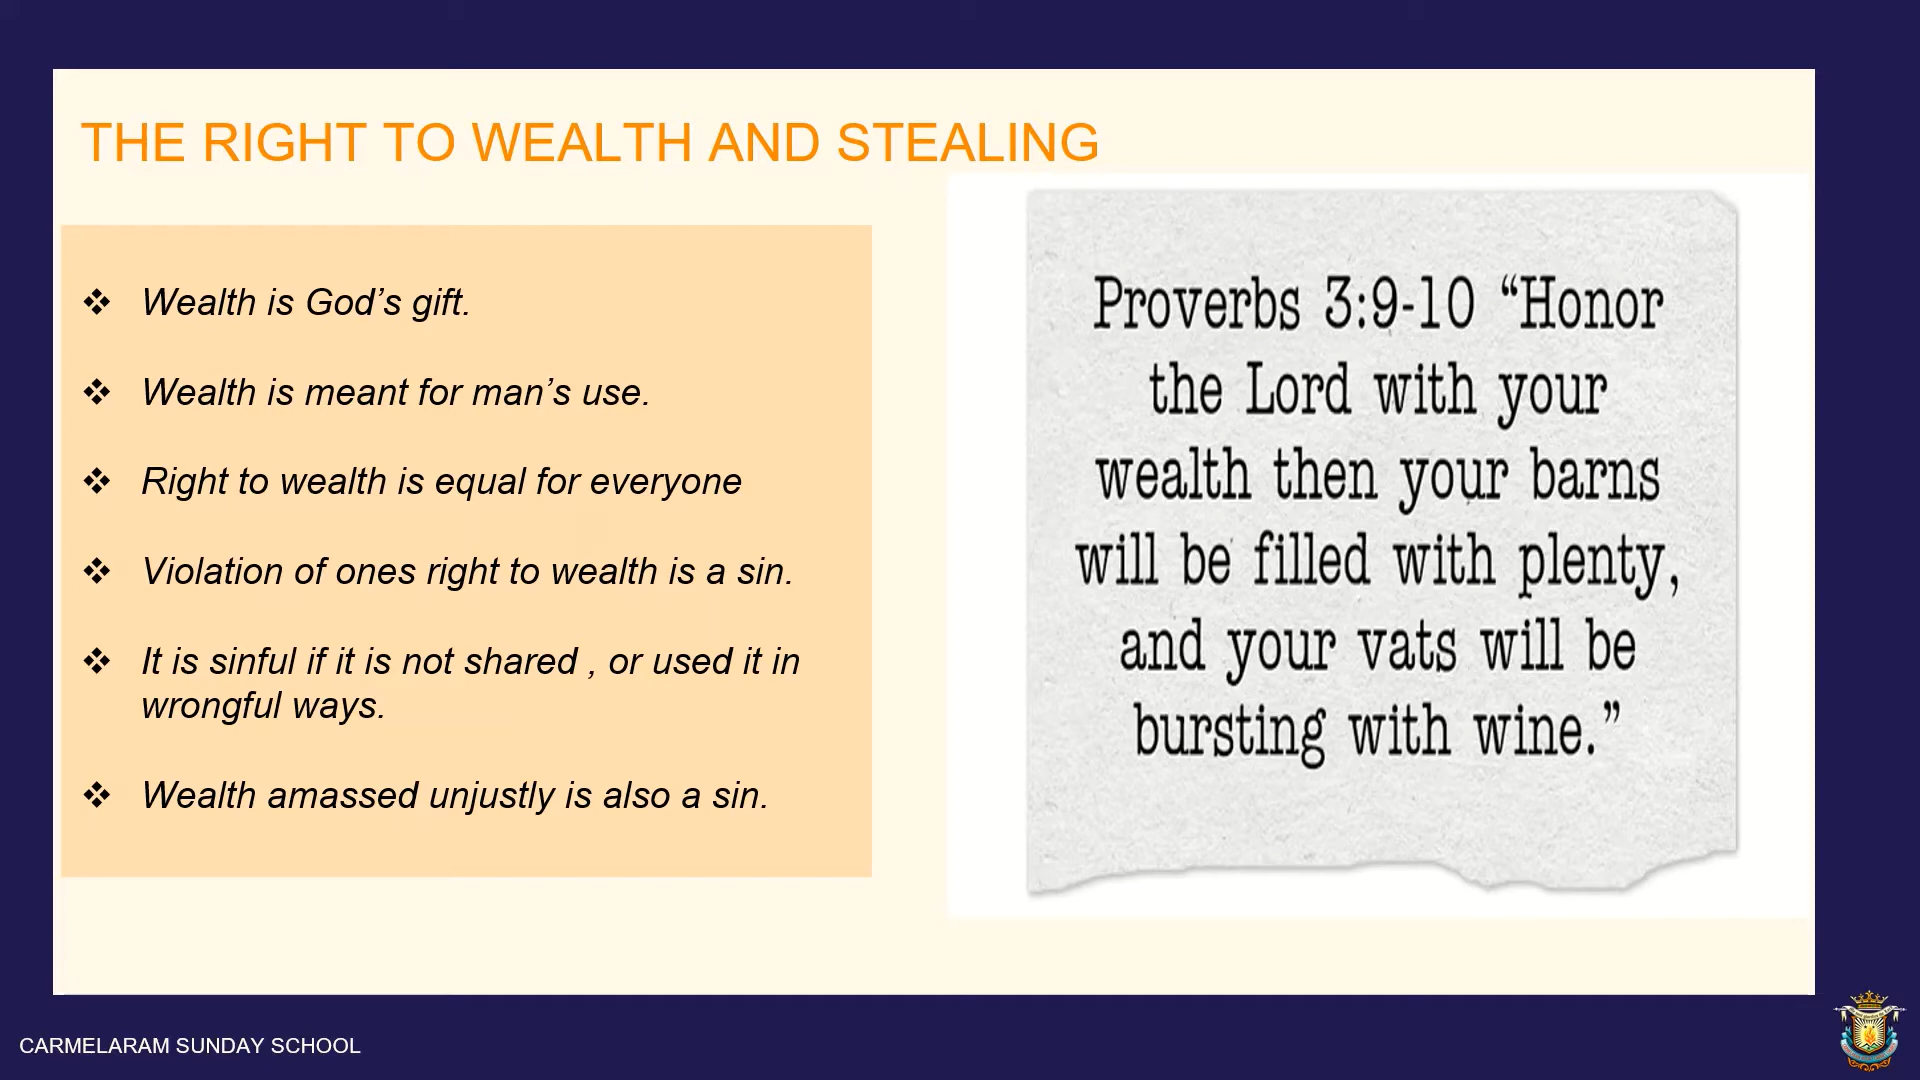 THE RIGHT TO WEALTH AND STEALING
❖ Wealth is God’s gift.
❖ Wealth is meant for man’s use.
❖ Right to wealth is equal for everyone
❖ Violation of ones right to wealth is a sin.
❖ It is sinful if it is not shared , or used it in
wrongful ways.
❖ Wealth amassed unjustly is also a sin.
Proverbs 3:9-10 “Honor
the Lord with your
wealth then your barns
will be filled with plenty,
and your vats will be
bursting with wine.”
CARMELARAM SUNDAY SCHOOL